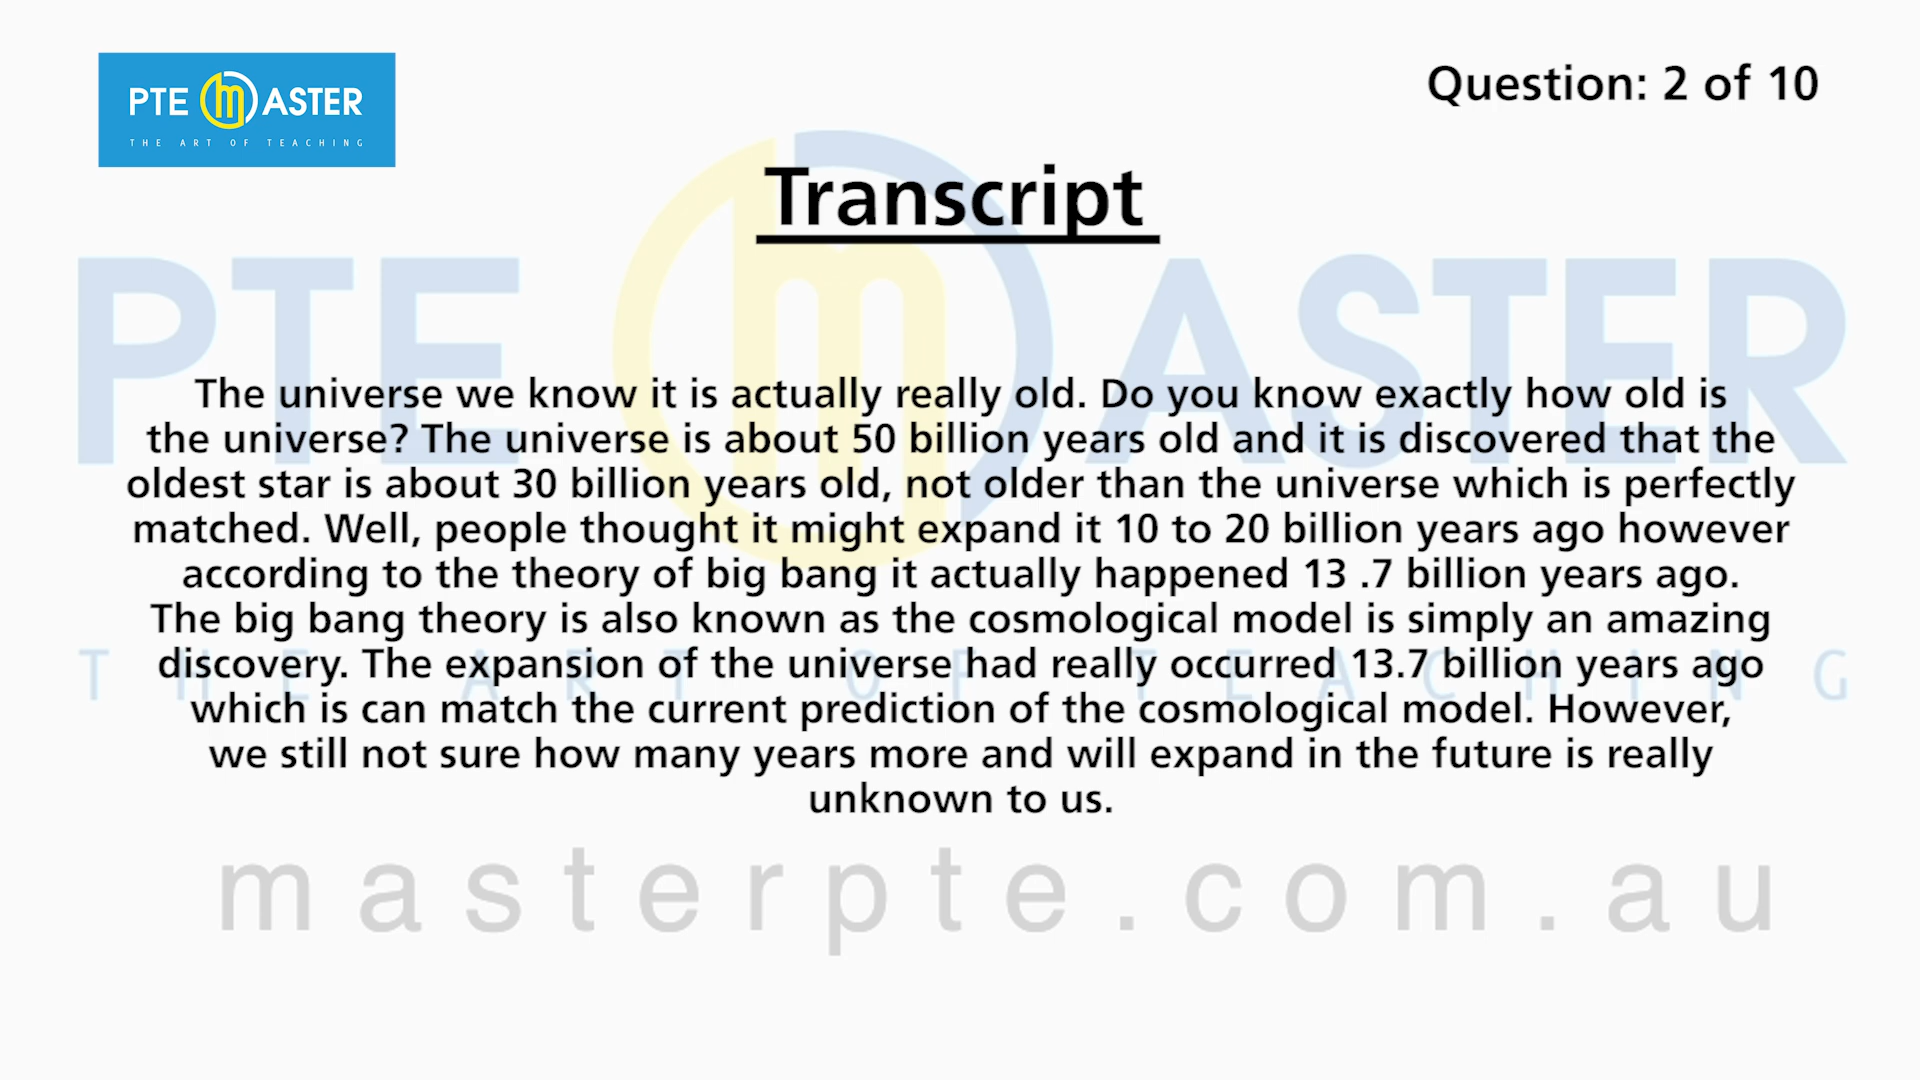 PTE MASTER
THE ART OF TEACHING
Question: 2 of 10
Transcript
PTE MASTER
The universe we know it is actually really old. Do you know exactly how old is
the universe? The universe is about 50 billion years old and it is discovered that the
oldest star is about 30 billion years old, not older than the universe which is perfectly
matched. Well, people thought it might expand it 10 to 20 billion years ago however
according to the theory of big bang it actually happened 13 .7 billion years ago.
The big bang theory is also known as the cosmological model is simply an amazing
discovery. The expansion of the universe had really occurred 13.7 billion years ago
which is can match the current prediction of the cosmological model. However,
we still not sure how many years more and will expand in the future is really
unknown to us.
THE ART OF TEACHING
masterpte.com.au